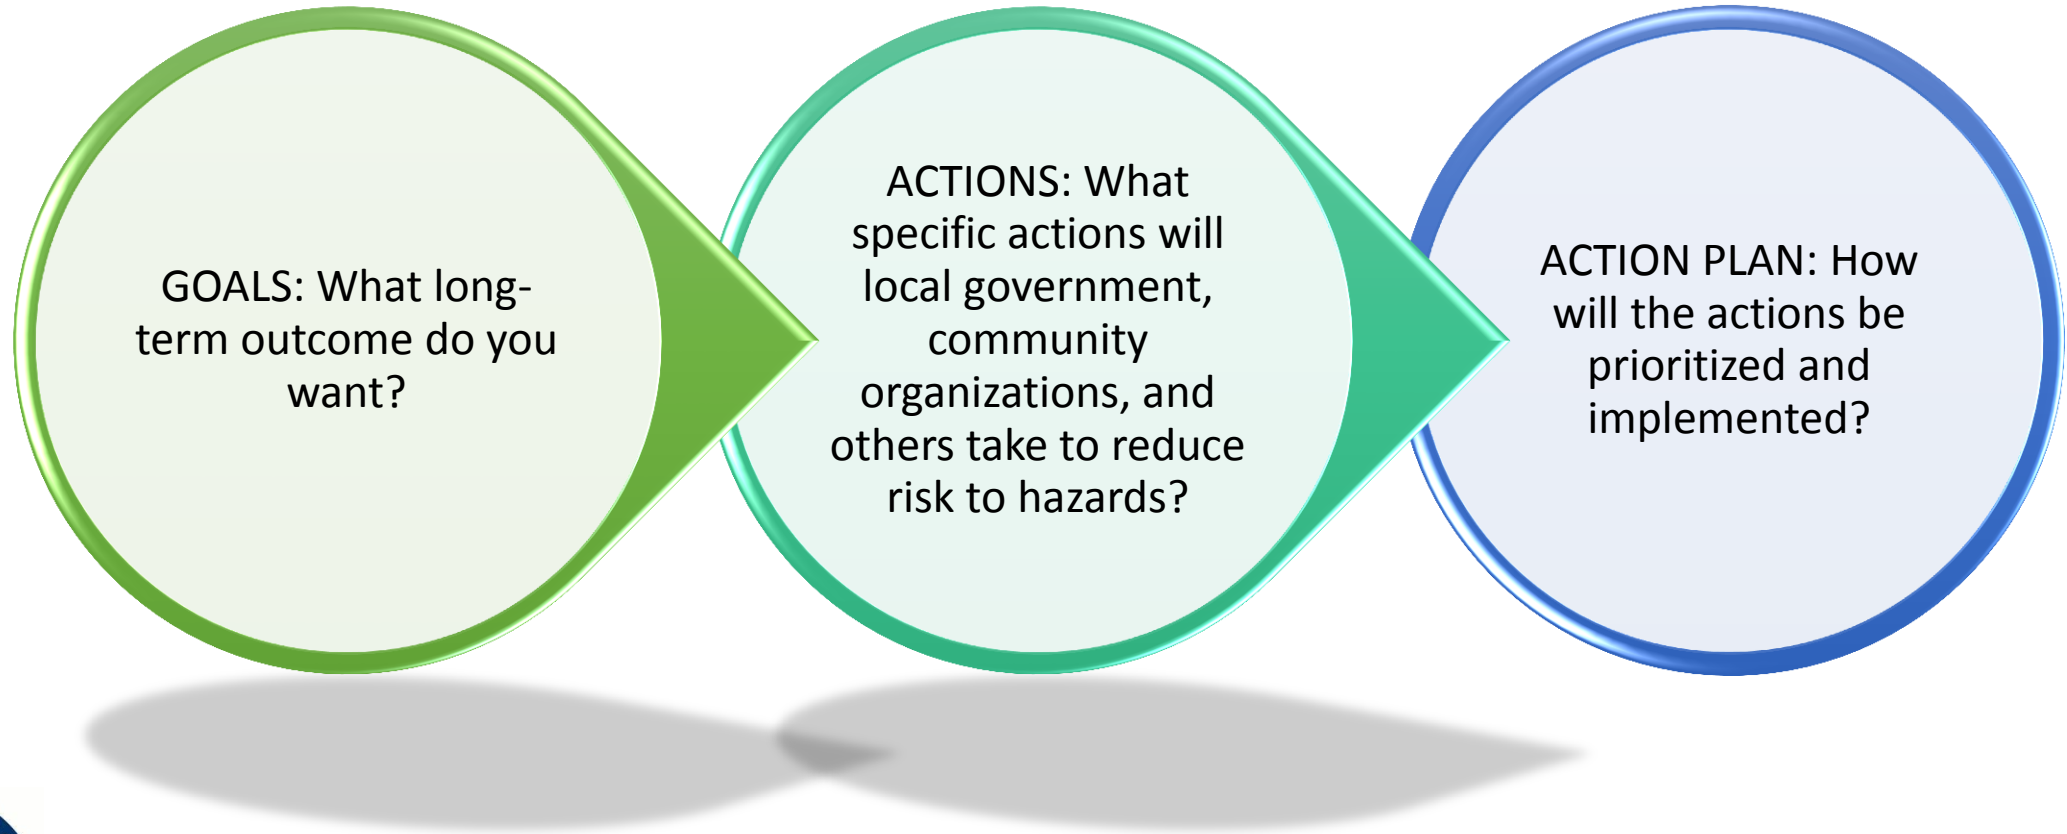 GOALS: What long-
term outcome do you
want?
ACTIONS: What
specific actions will
local government,
community
organizations, and
others take to reduce
risk to hazards?
ACTION PLAN: How
will the actions be
prioritized and
implemented?